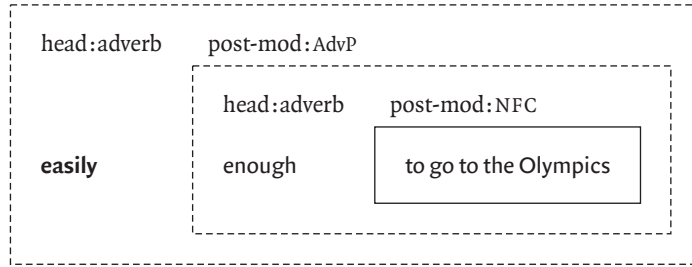 head:adverb post-mod:AdvP
head:adverb post-mod:NFC
easily enough to go to the Olympics